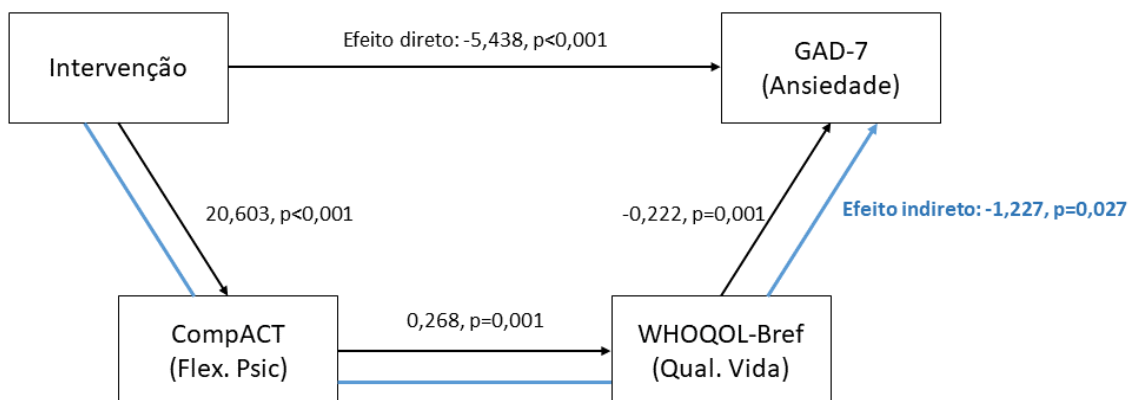 Intervenção
Efeito direto: -5,438, p<0,001
GAD-7
(Ansiedade)
20,603, p<0,001
-0,222, p=0,001
Efeito indireto: -1,227, p=0,027
CompACT
(Flex. Psic)
0,268, p=0,001
WHOQOL-Bref
(Qual. Vida)